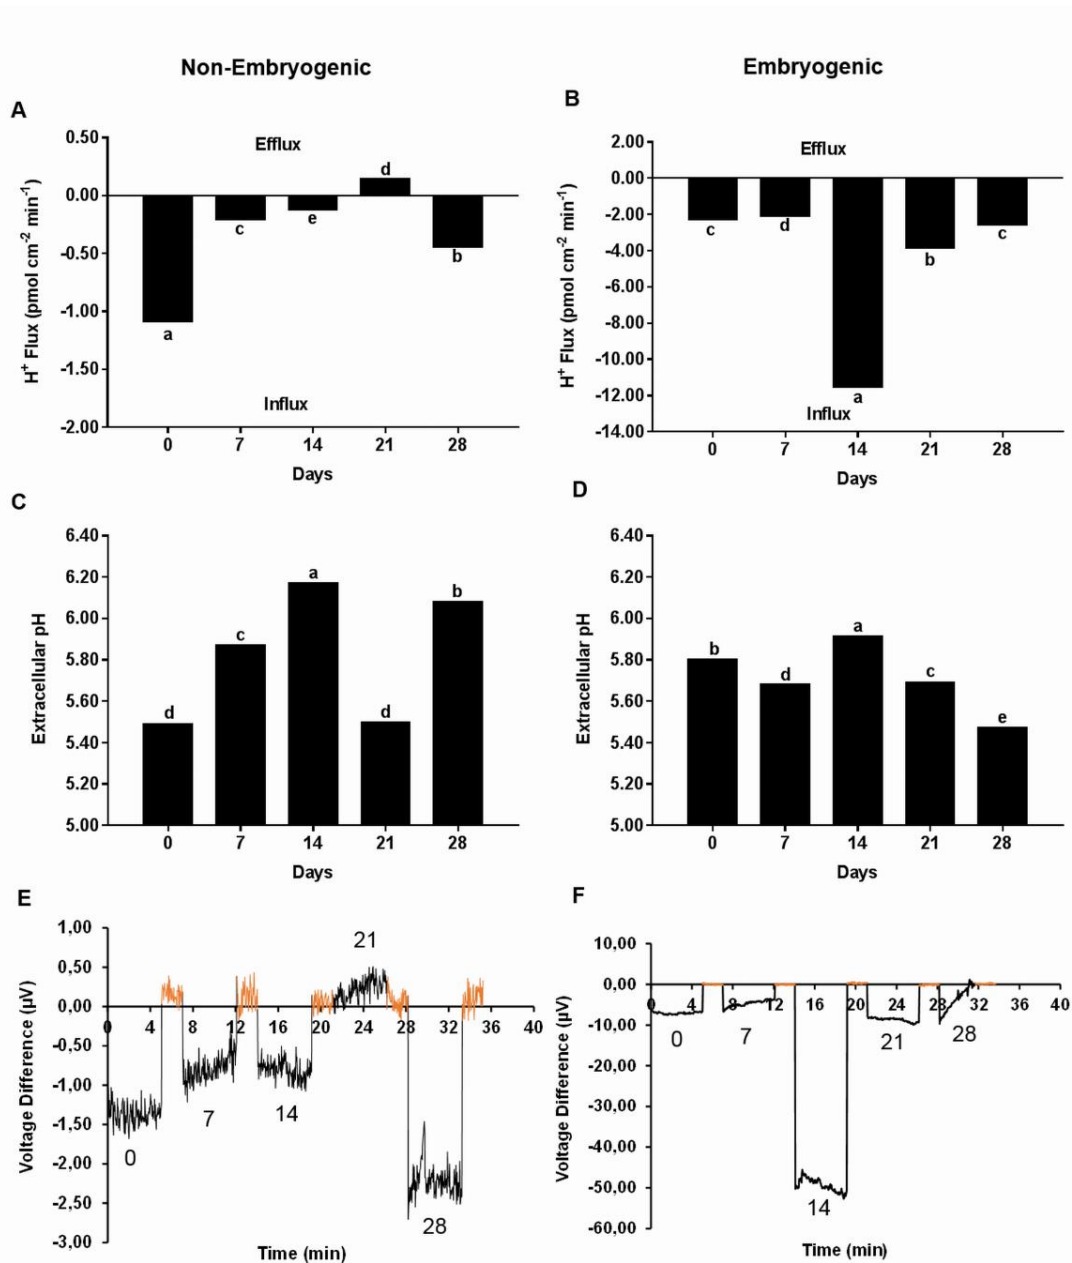 Non-Embryogenic
Embryogenic
A
H⁺ Flux (pmol cm⁻² min⁻¹)
0.50
0.00
-0.50
-1.00
-1.50
-2.00
Efflux
a
c
e
d
b
Influx
0 7 14 21 28
Days
B
H⁺ Flux (pmol cm⁻² min⁻¹)
2.00
0.00
-2.00
-4.00
-6.00
-8.00
-10.00
-12.00
-14.00
Efflux
c
d
a
b
c
Influx
0 7 14 21 28
Days
C
Extracellular pH
6.40
6.20
6.00
5.80
5.60
5.40
5.20
5.00
d
c
a
d
b
0 7 14 21 28
Days
D
Extracellular pH
6.40
6.20
6.00
5.80
5.60
5.40
5.20
5.00
b
d
a
c
e
0 7 14 21 28
Days
E
Voltage Difference (µV)
1,00
0,50
0,00
-0,50
-1,00
-1,50
-2,00
-2,50
-3,00
0 4 8 12 16 20 24 28 32 36 40
0
7
14
21
28
Time (min)
F
Voltage Difference (µV)
10,00
0,00
-10,00
-20,00
-30,00
-40,00
-50,00
-60,00
0 4 8 12 16 20 24 28 32 36 40
0
7
14
21
28
Time (min)